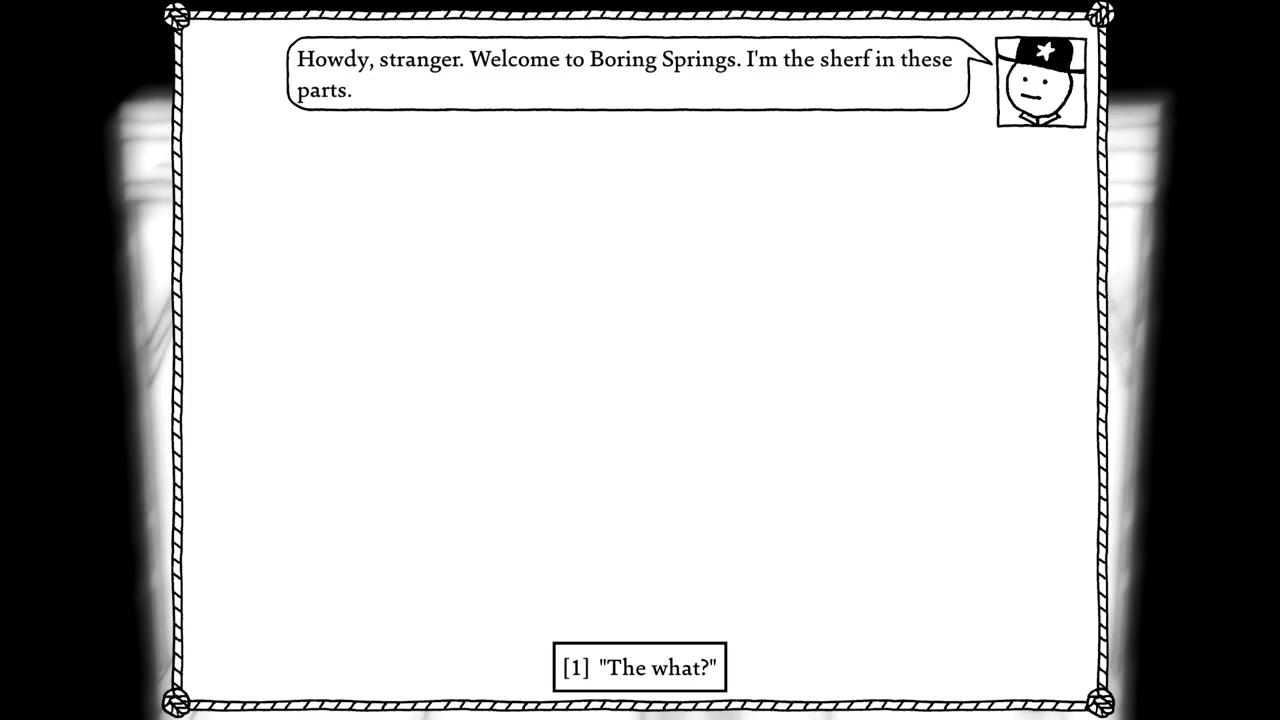 Howdy, stranger. Welcome to Boring Springs. I'm the sherf in these
parts.
[1] "The what?"